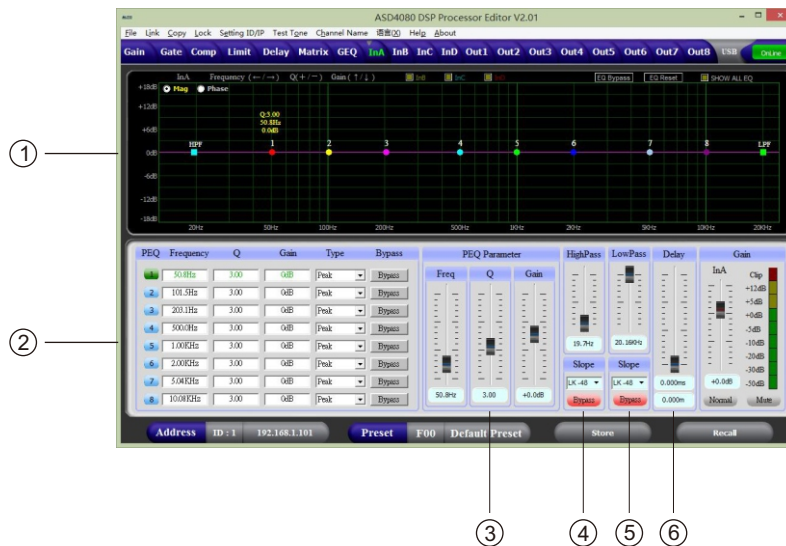 ASD4080 DSP Processor Editor V2.01
File Link Copy Lock Setting ID/IP Test Tone Channel Name 语言(X) Help About
Gain Gate Comp Limit Delay Matrix GEQ InA InB InC InD Out1 Out2 Out3 Out4 Out5 Out6 Out7 Out8 USB OnLine
InA Frequency (←/→) Q(+/-) Gain(↑/↓) InB InC InD EQ Bypass EQ Reset SHOW ALL EQ
+18dB Mag Phase
+12dB
Q:3.00
50.8Hz
+6dB 0.0dB
HPF 1 2 3 4 5 6 7 8 LPF
0dB
-6dB
-12dB
-18dB
20Hz 50Hz 100Hz 200Hz 500Hz 1KHz 2KHz 5KHz 10KHz 20KHz
①
②
PEQ Frequency Q Gain Type Bypass
1 50.8Hz 3.00 0dB Peak Bypass
2 101.5Hz 3.00 0dB Peak Bypass
3 203.1Hz 3.00 0dB Peak Bypass
4 500.0Hz 3.00 0dB Peak Bypass
5 1.00KHz 3.00 0dB Peak Bypass
6 2.00KHz 3.00 0dB Peak Bypass
7 5.04KHz 3.00 0dB Peak Bypass
8 10.08KHz 3.00 0dB Peak Bypass
PEQ Parameter
Freq Q Gain
50.8Hz 3.00 +0.0dB
HighPass
19.7Hz
Slope
LK-48
Bypass
LowPass
20.16KHz
Slope
LK-48
Bypass
Delay
0.000ms
0.000m
Gain
InA
Clip
+12dB
+5dB
+0dB
-5dB
-10dB
-20dB
-30dB
-50dB
+0.0dB
Normal Mute
Address ID : 1 192.168.1.101 Preset F00 Default Preset Store Recall
③ ④ ⑤ ⑥